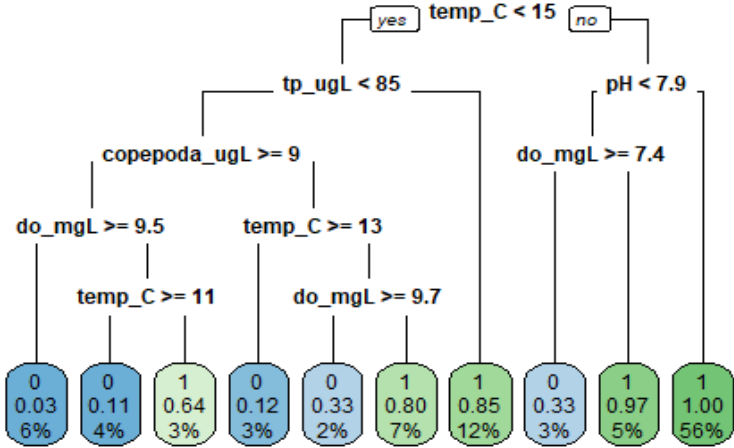 yes temp_C < 15 no
tp_ugL < 85 pH < 7.9
copepoda_ugL >= 9 do_mgL >= 7.4
do_mgL >= 9.5 temp_C >= 13
temp_C >= 11 do_mgL >= 9.7
0 0 1 0 0 1 1 0 1 1
0.03 0.11 0.64 0.12 0.33 0.80 0.85 0.33 0.97 1.00
6% 4% 3% 3% 2% 7% 12% 3% 5% 56%